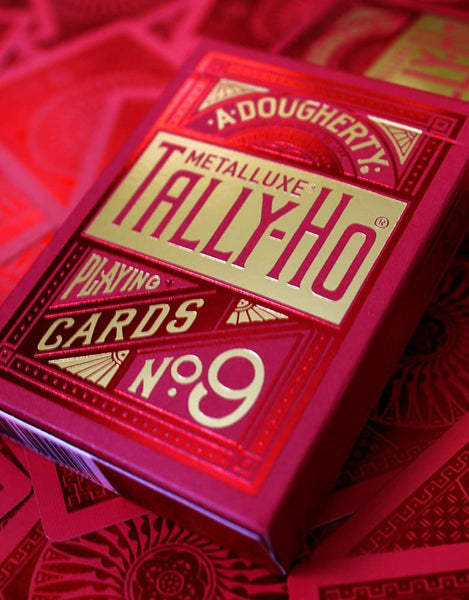 ·A·DOUGHERTY·
METALLUXE®
TALLY-HO®
PLAYING
CARDS
No9